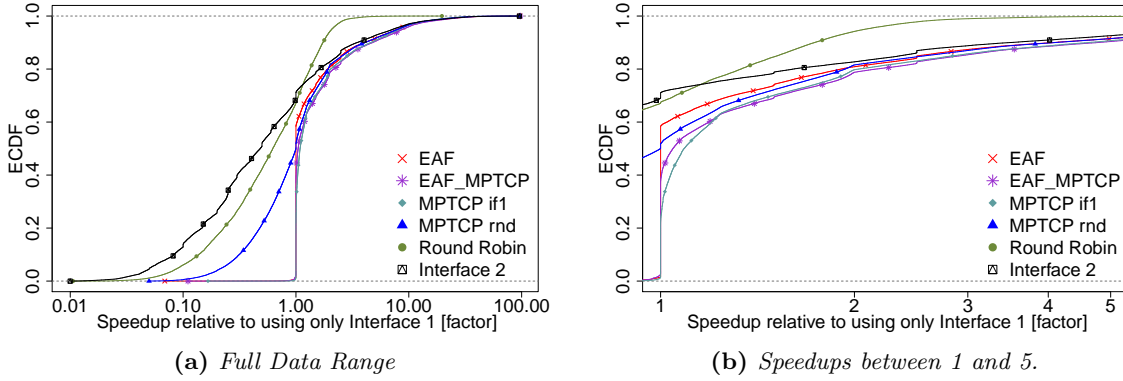 ECDF
1.0
0.8
0.6
0.4
0.2
0.0
EAF
EAF_MPTCP
MPTCP if1
MPTCP rnd
Round Robin
Interface 2
0.01 0.10 1.00 10.00 100.00
Speedup relative to using only Interface 1 [factor]
(a) Full Data Range
ECDF
1.0
0.8
0.6
0.4
0.2
0.0
EAF
EAF_MPTCP
MPTCP if1
MPTCP rnd
Round Robin
Interface 2
1 2 3 4 5
Speedup relative to using only Interface 1 [factor]
(b) Speedups between 1 and 5.